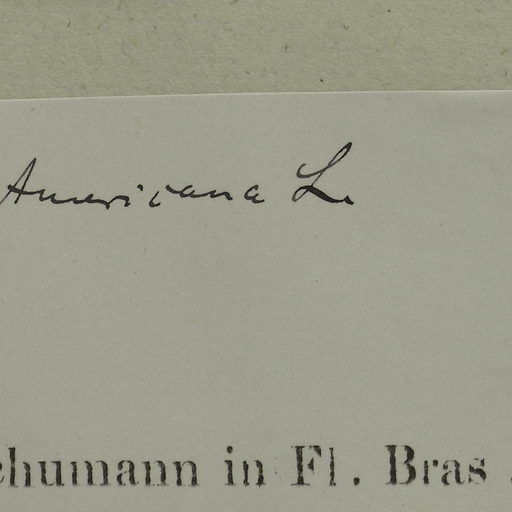 Americana L.
chumann in Fl. Bras